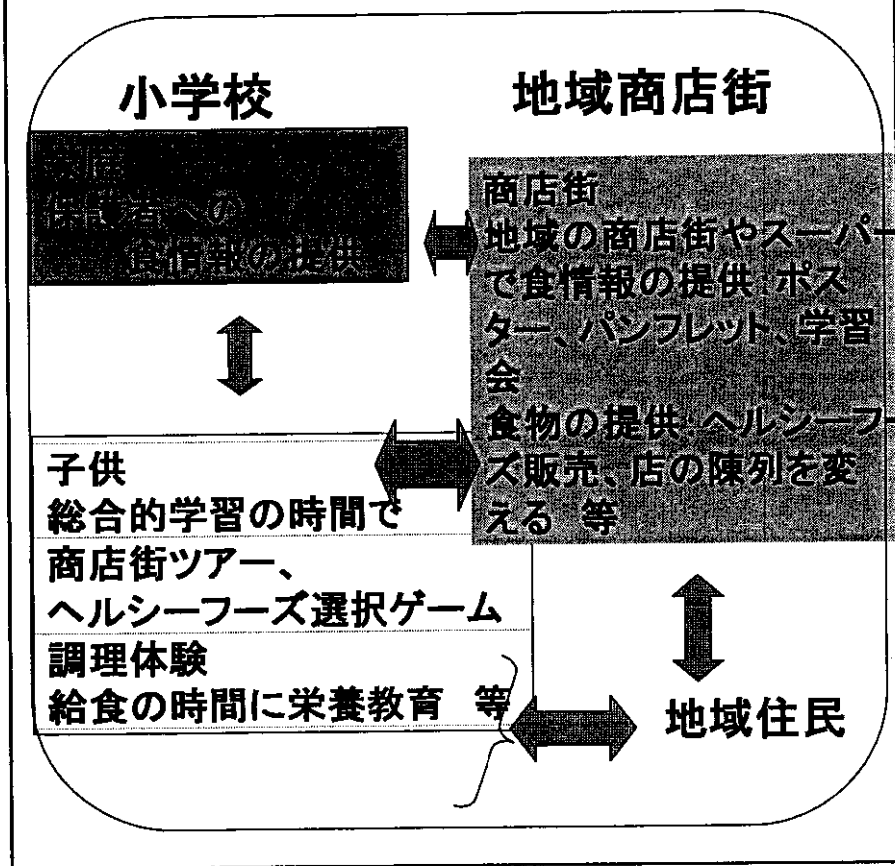 小学校
家庭
保護者への
食情報の提供
地域商店街
商店街
地域の商店街やスーパー
で食情報の提供:ポス
ター、パンフレット、学習
会
食物の提供:ヘルシーフー
ズ販売、店の陳列を変
える 等
子供
総合的学習の時間で
商店街ツアー、
ヘルシーフーズ選択ゲーム
調理体験
給食の時間に栄養教育 等
地域住民